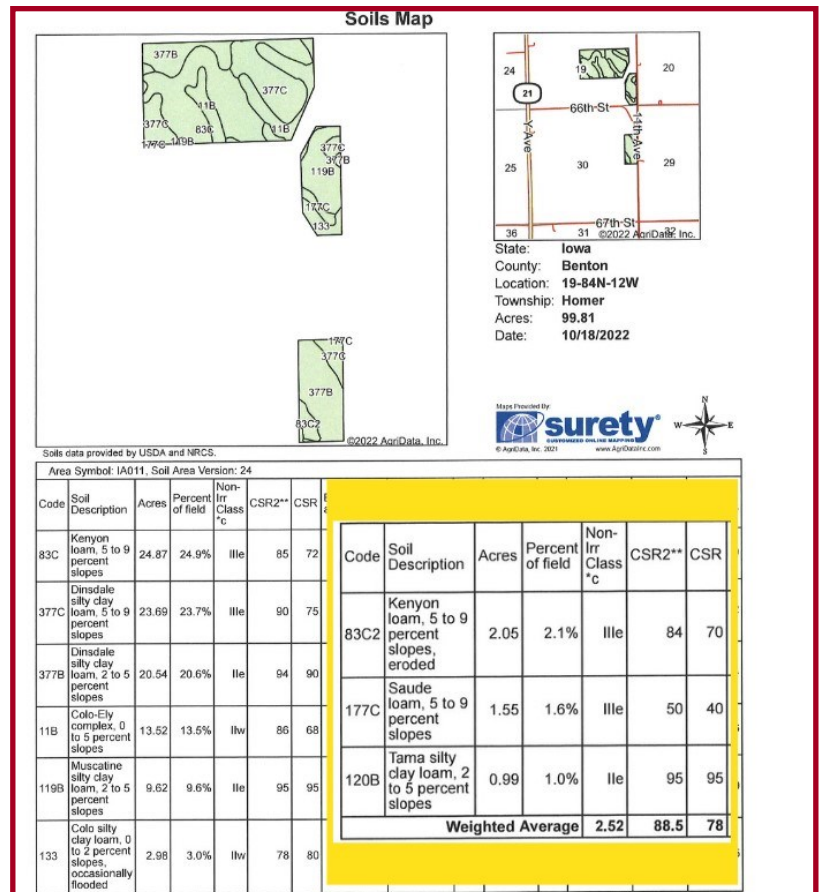 Soils Map
377B
377C
11B
377C
83C
11B
177C
119B
377C
377B
119B
177C
133
177C
377C
377B
83C2
©2022 AgriData, Inc.
24
19
20
21
66th-St
Y-Ave
11th-Ave
25
30
29
67th-St
36
31
32
©2022 AgriData, Inc.
State: Iowa
County: Benton
Location: 19-84N-12W
Township: Homer
Acres: 99.81
Date: 10/18/2022
Maps Provided By:
surety®
CUSTOMIZED ONLINE MAPPING
© AgriData, Inc. 2021 www.AgriDataInc.com
N
W E
S
Soils data provided by USDA and NRCS.
Area Symbol: IA011, Soil Area Version: 24
Code Soil Description Acres Percent of field Non-Irr Class *c CSR2** CSR
83C Kenyon loam, 5 to 9 percent slopes 24.87 24.9% IIIe 85 72
377C Dinsdale silty clay loam, 5 to 9 percent slopes 23.69 23.7% IIIe 90 75
377B Dinsdale silty clay loam, 2 to 5 percent slopes 20.54 20.6% IIe 94 90
11B Colo-Ely complex, 0 to 5 percent slopes 13.52 13.5% IIw 86 68
119B Muscatine silty clay loam, 2 to 5 percent slopes 9.62 9.6% IIe 95 95
133 Colo silty clay loam, 0 to 2 percent slopes, occasionally flooded 2.98 3.0% IIw 78 80
Code Soil Description Acres Percent of field Non-Irr Class *c CSR2** CSR
83C2 Kenyon loam, 5 to 9 percent slopes, eroded 2.05 2.1% IIIe 84 70
177C Saude loam, 5 to 9 percent slopes 1.55 1.6% IIIe 50 40
120B Tama silty clay loam, 2 to 5 percent slopes 0.99 1.0% IIe 95 95
Weighted Average 2.52 88.5 78